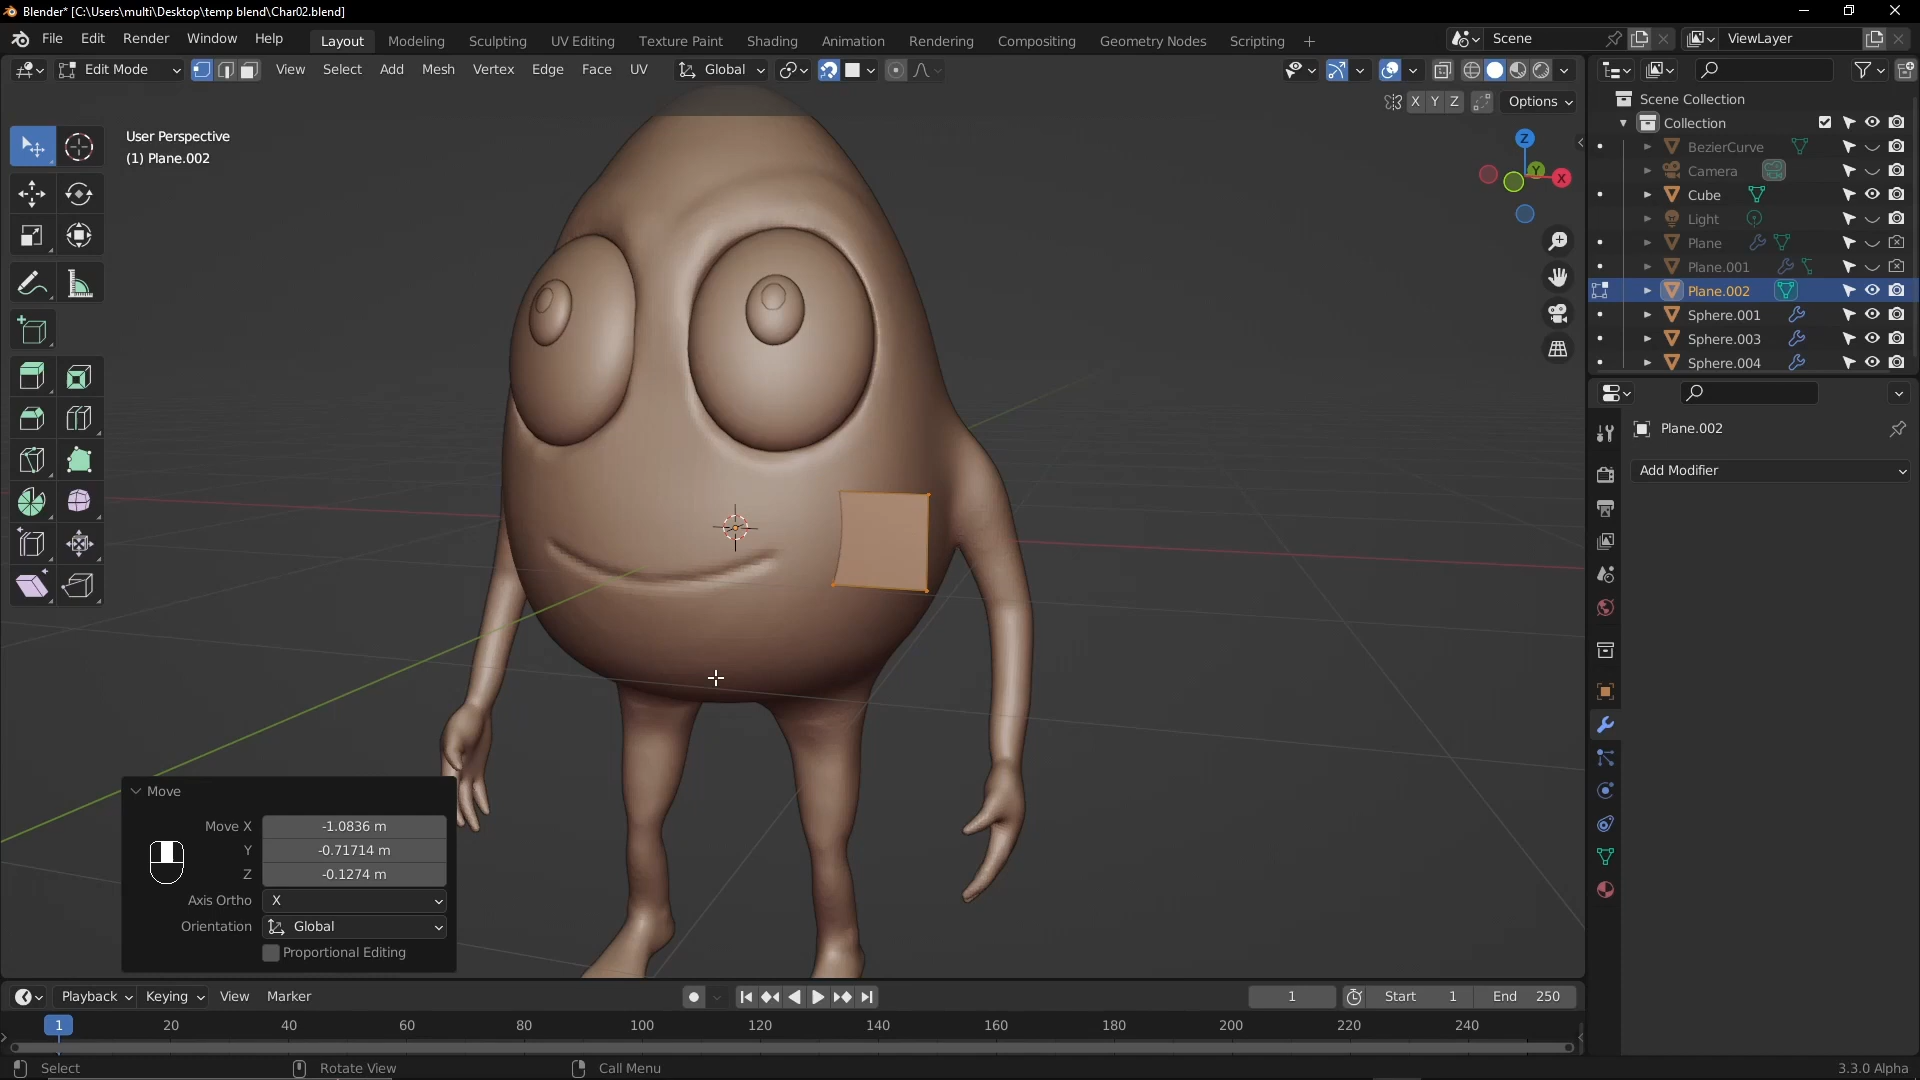 Blender* [C:\Users\multi\Desktop\temp blend\Char02.blend]
File Edit Render Window Help Layout Modeling Sculpting UV Editing Texture Paint Shading Animation Rendering Compositing Geometry Nodes Scripting + Scene ViewLayer
Edit Mode View Select Add Mesh Vertex Edge Face UV Global
X Y Z Options
User Perspective
(1) Plane.002
Z
Y
X
Scene Collection
Collection
BezierCurve
Camera
Cube
Light
Plane
Plane.001
Plane.002
Sphere.001
Sphere.003
Sphere.004
Plane.002
Add Modifier
Move
Move X -1.0836 m
Y -0.71714 m
Z -0.1274 m
Axis Ortho X
Orientation Global
Proportional Editing
Playback Keying View Marker 1 Start 1 End 250
1 20 40 60 80 100 120 140 160 180 200 220 240
Select Rotate View Call Menu 3.3.0 Alpha